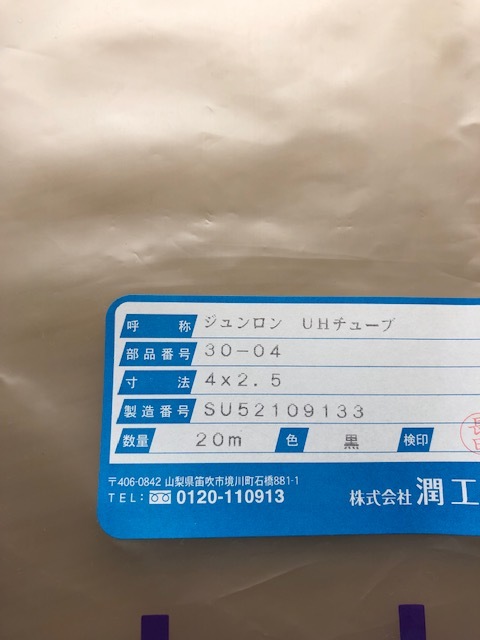 呼 称 ジュンロン UHチューブ
部品番号 30-04
寸 法 4x2.5
製造番号 SU52109133
数量 20m 色 黒 検印
〒406-0842 山梨県笛吹市境川町石橋881-1
TEL: 0120-110913 株式会社 潤工